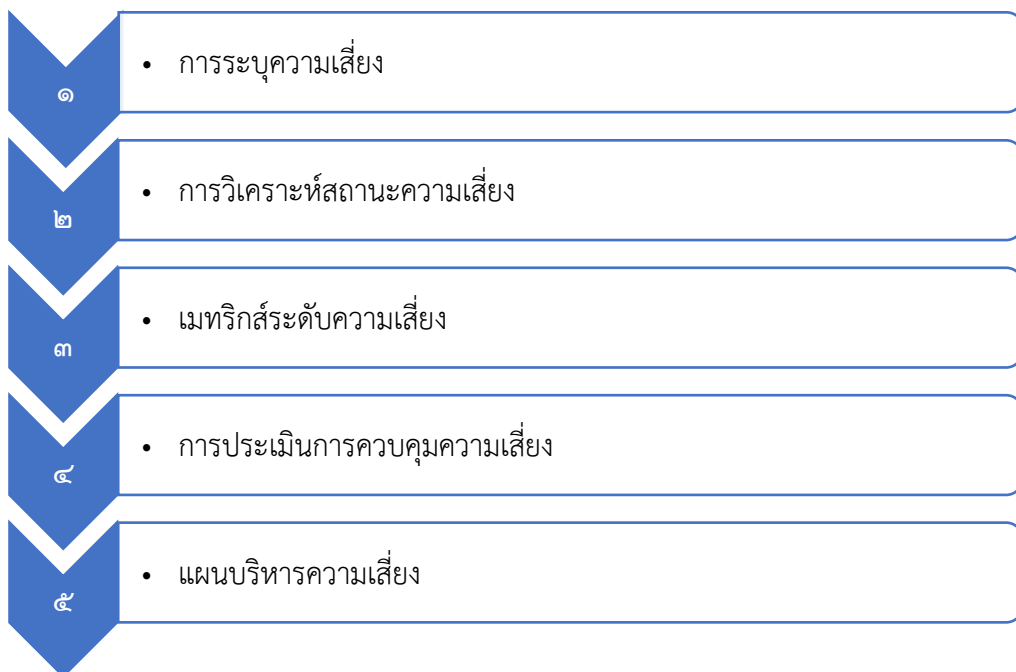 ๑
• การระบุความเสี่ยง
๒
• การวิเคราะห์สถานะความเสี่ยง
๓
• เมทริกส์ระดับความเสี่ยง
๔
• การประเมินการควบคุมความเสี่ยง
๕
• แผนบริหารความเสี่ยง